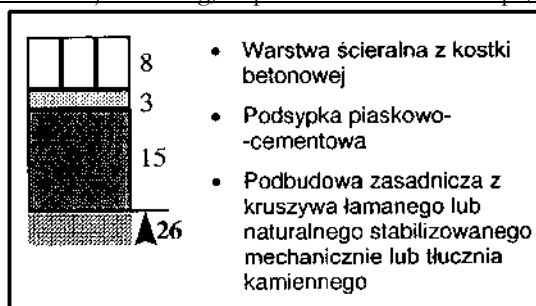 8
3
15
26
• Warstwa ścieralna z kostki
betonowej
• Podsypka piaskowo-
-cementowa
• Podbudowa zasadnicza z
kruszywa łamanego lub
naturalnego stabilizowanego
mechanicznie lub tłucznia
kamiennego